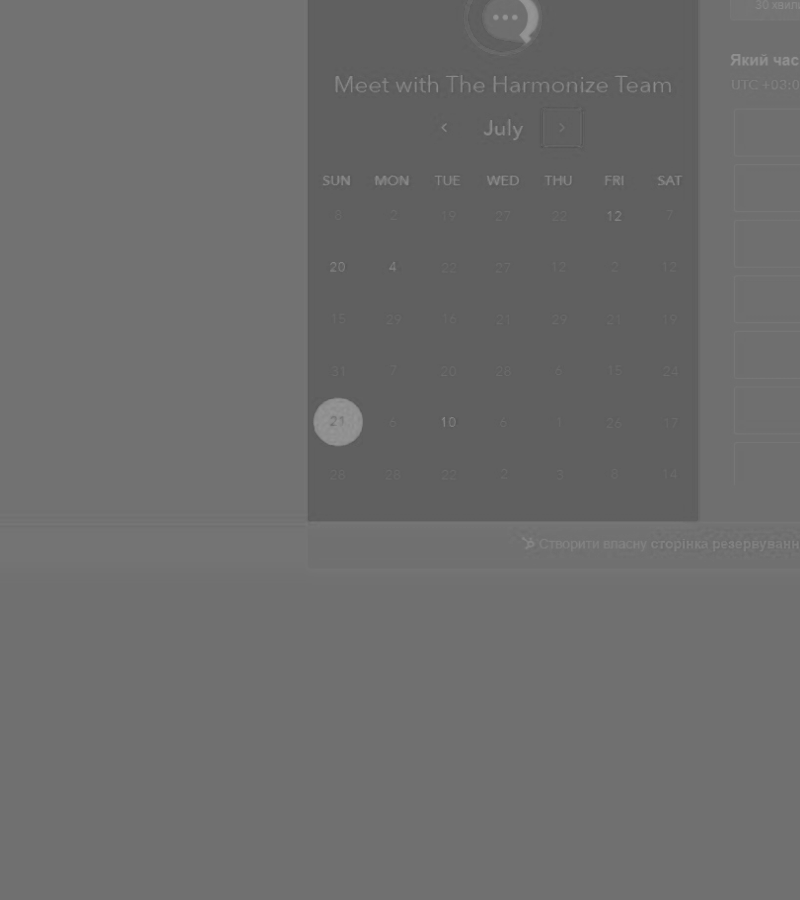 30 хвили
Meet with The Harmonize Team
Який час
UTC +03:0
July
SUN MON TUE WED THU FRI SAT
8 2 19 27 22 12 7
20 4 22 27 12 2 12
15 29 16 21 29 21 19
31 7 20 28 6 15 24
21 6 10 6 1 26 17
28 28 22 2 3 8 14
Створити власну сторінка резервуванн